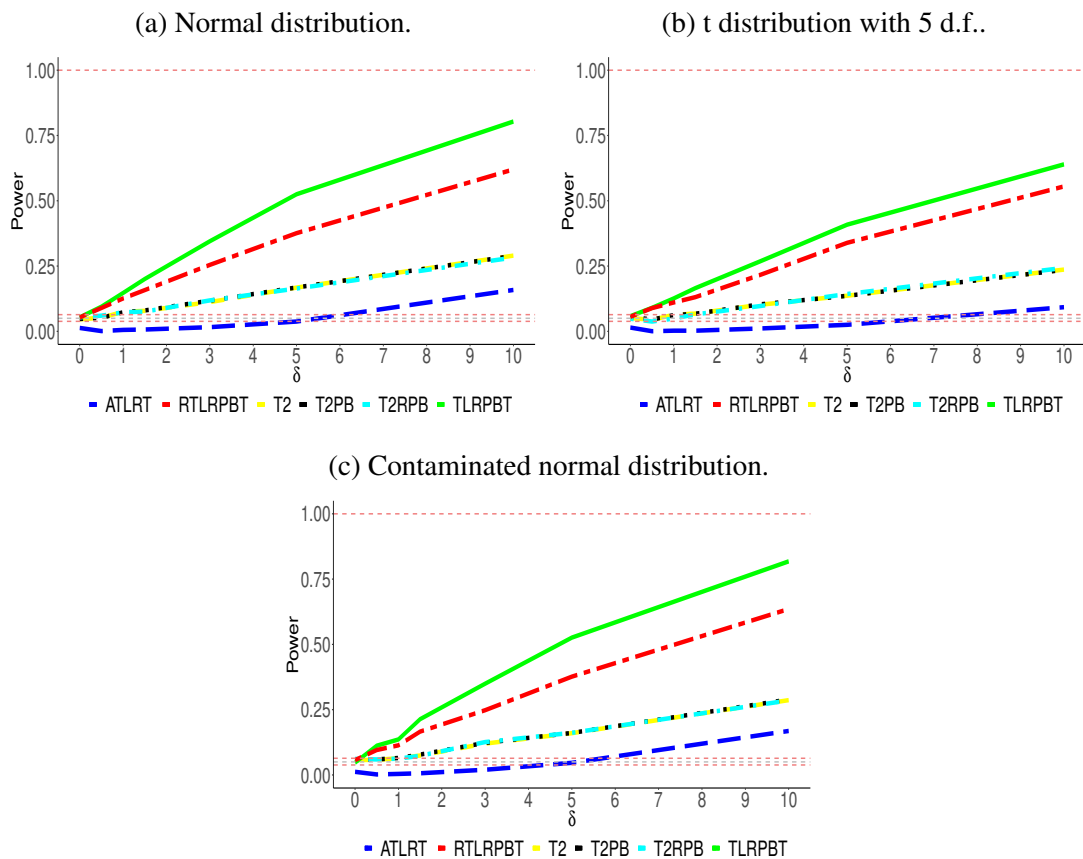 (a) Normal distribution.
(b) t distribution with 5 d.f..
1.00
0.75
0.50
0.25
0.00
Power
0 1 2 3 4 5 6 7 8 9 10
δ
ATLRT RTLRPBT T2 T2PB T2RPB TLRPBT
1.00
0.75
0.50
0.25
0.00
Power
0 1 2 3 4 5 6 7 8 9 10
δ
ATLRT RTLRPBT T2 T2PB T2RPB TLRPBT
(c) Contaminated normal distribution.
1.00
0.75
0.50
0.25
0.00
Power
0 1 2 3 4 5 6 7 8 9 10
δ
ATLRT RTLRPBT T2 T2PB T2RPB TLRPBT